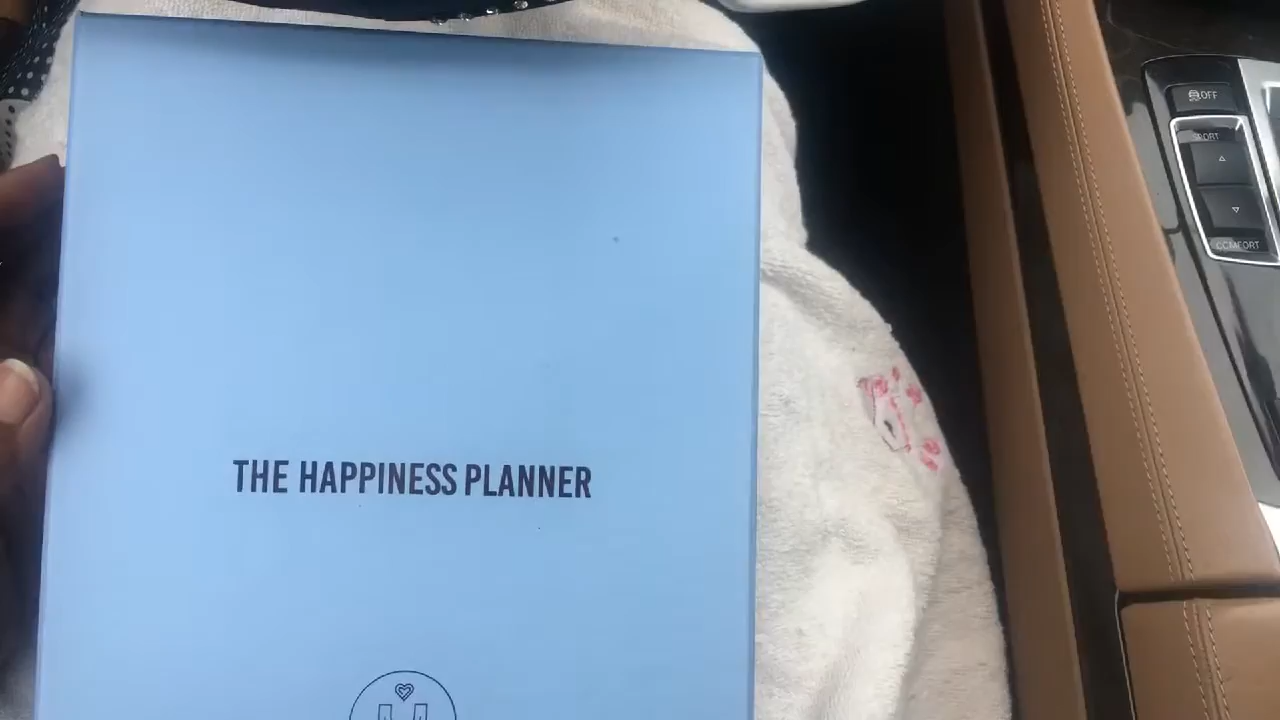 OFF
SPORT
COMFORT
THE HAPPINESS PLANNER
H